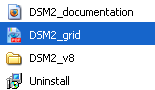 DSM2_documentation
DSM2_grid
DSM2_v8
Uninstall